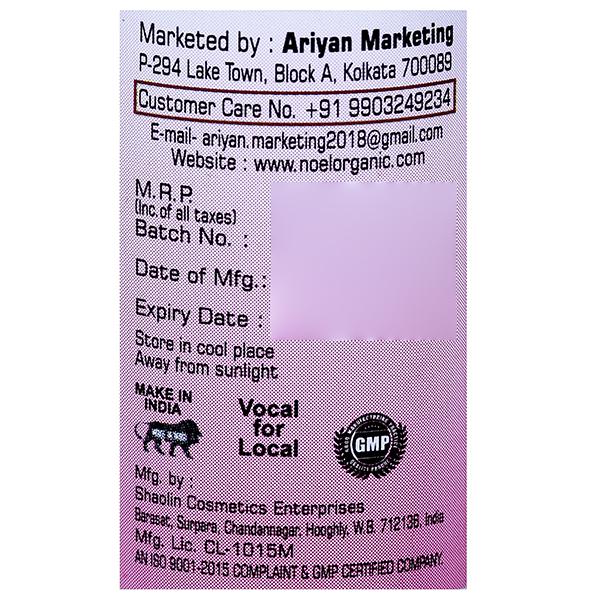 Marketed by : Ariyan Marketing
P-294 Lake Town, Block A, Kolkata 700089
Customer Care No. +91 9903249234
E-mail- ariyan.marketing2018@gmail.com
Website : www.noelorganic.com
M.R.P.
(Inc.of all taxes)
Batch No. :
Date of Mfg.:
Expiry Date :
Store in cool place
Away from sunlight
MAKE IN
INDIA
Vocal
for
Local
GMP
Mfg. by :
Shaolin Cosmetics Enterprises
Barasat, Surpara, Chandannagar, Hooghly, W.B. 712136, India
Mfg. Lic. CL-1015M
AN ISO 9001-2015 COMPLAINT & GMP CERTIFIED COMPANY.